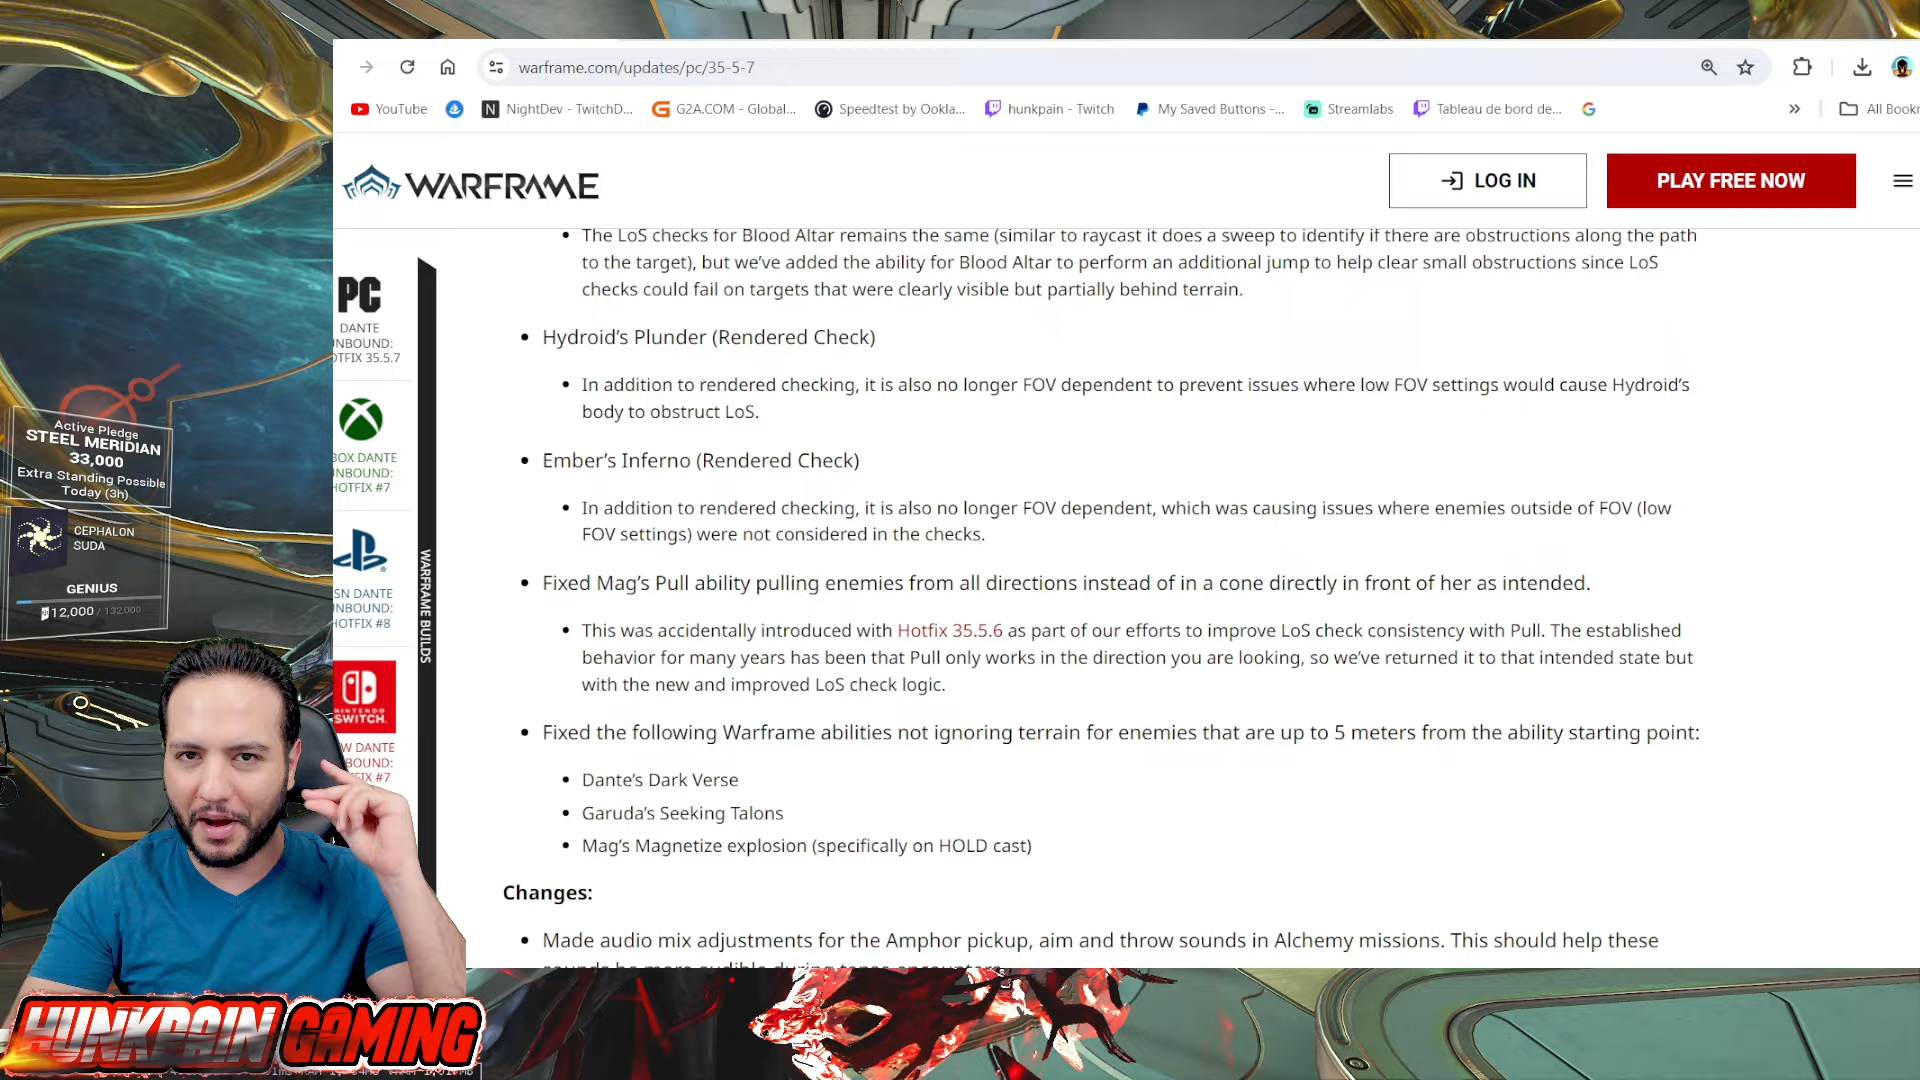 warframe.com/updates/pc/35-5-7
YouTube
NightDev - TwitchD...
G2A.COM - Global...
Speedtest by Ookla...
hunkpain - Twitch
My Saved Buttons -...
Streamlabs
Tableau de bord de...
All Bookr
WARFRAME
LOG IN
PLAY FREE NOW
PC
DANTE
NBOUND:
OTFIX 35.5.7
BOX DANTE
NBOUND:
HOTFIX #7
SN DANTE
NBOUND:
HOTFIX #8
NINTENDO
SWITCH.
W DANTE
BOUND:
TFIX #7
WARFRAME BUILDS
• The LoS checks for Blood Altar remains the same (similar to raycast it does a sweep to identify if there are obstructions along the path
to the target), but we’ve added the ability for Blood Altar to perform an additional jump to help clear small obstructions since LoS
checks could fail on targets that were clearly visible but partially behind terrain.
• Hydroid’s Plunder (Rendered Check)
• In addition to rendered checking, it is also no longer FOV dependent to prevent issues where low FOV settings would cause Hydroid’s
body to obstruct LoS.
• Ember’s Inferno (Rendered Check)
• In addition to rendered checking, it is also no longer FOV dependent, which was causing issues where enemies outside of FOV (low
FOV settings) were not considered in the checks.
• Fixed Mag’s Pull ability pulling enemies from all directions instead of in a cone directly in front of her as intended.
• This was accidentally introduced with Hotfix 35.5.6 as part of our efforts to improve LoS check consistency with Pull. The established
behavior for many years has been that Pull only works in the direction you are looking, so we’ve returned it to that intended state but
with the new and improved LoS check logic.
• Fixed the following Warframe abilities not ignoring terrain for enemies that are up to 5 meters from the ability starting point:
• Dante’s Dark Verse
• Garuda’s Seeking Talons
• Mag’s Magnetize explosion (specifically on HOLD cast)
Changes:
• Made audio mix adjustments for the Amphor pickup, aim and throw sounds in Alchemy missions. This should help these
Active Pledge
STEEL MERIDIAN
33,000
Extra Standing Possible
Today (3h)
CEPHALON
SUDA
GENIUS
12,000 / 132,000
HUNKPAIN GAMING